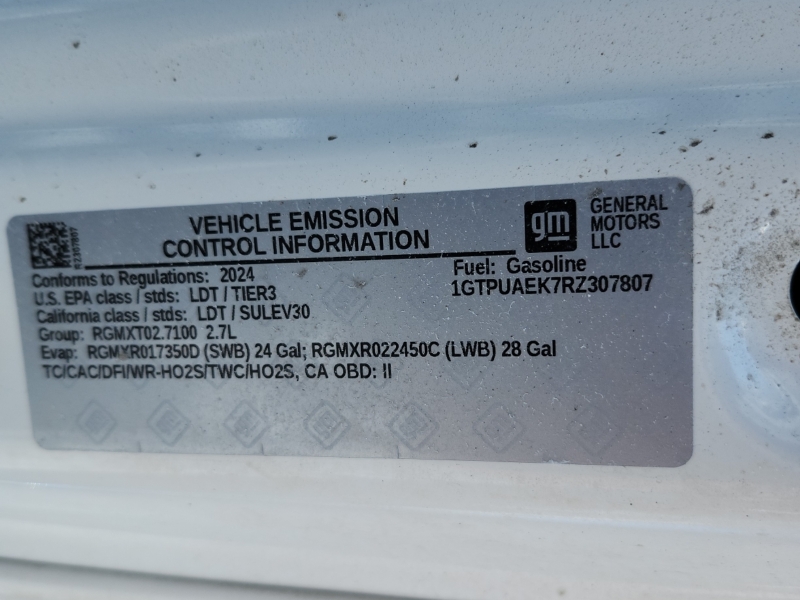 VEHICLE EMISSION
CONTROL INFORMATION
gm
GENERAL
MOTORS
LLC
RZ307807
Conforms to Regulations: 2024
U.S. EPA class / stds: LDT / TIER3
California class / stds: LDT / SULEV30
Group: RGMXT02.7100 2.7L
Fuel: Gasoline
1GTPUAEK7RZ307807
Evap: RGMXR017350D (SWB) 24 Gal; RGMXR022450C (LWB) 28 Gal
TC/CAC/DFI/WR-HO2S/TWC/HO2S, CA OBD: II